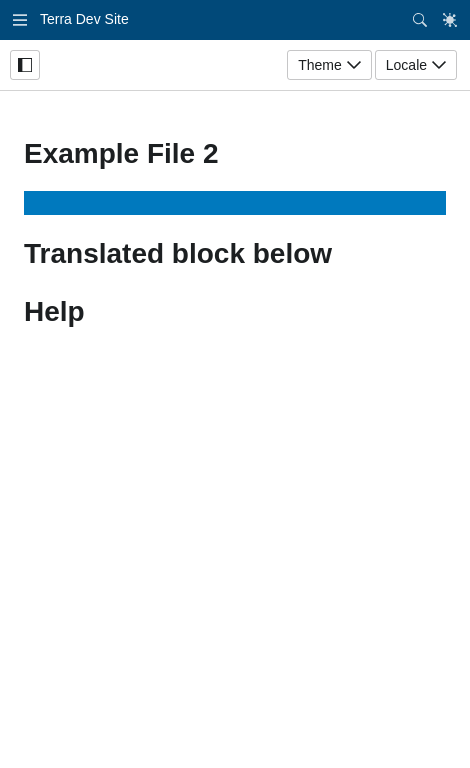 Terra Dev Site
Theme Locale
Example File 2
Translated block below
Help